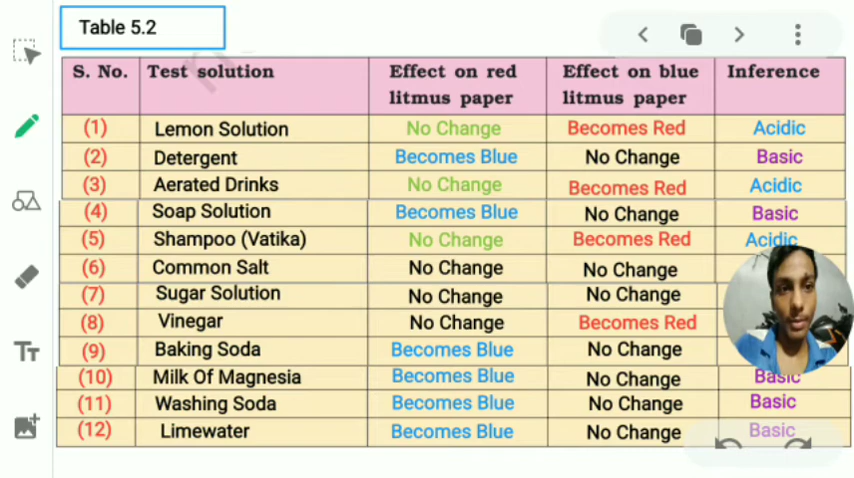 Table 5.2
S. No. Test solution Effect on red litmus paper Effect on blue litmus paper Inference
(1) Lemon Solution No Change Becomes Red Acidic
(2) Detergent Becomes Blue No Change Basic
(3) Aerated Drinks No Change Becomes Red Acidic
(4) Soap Solution Becomes Blue No Change Basic
(5) Shampoo (Vatika) No Change Becomes Red Acidic
(6) Common Salt No Change No Change
(7) Sugar Solution No Change No Change
(8) Vinegar No Change Becomes Red
(9) Baking Soda Becomes Blue No Change
(10) Milk Of Magnesia Becomes Blue No Change Basic
(11) Washing Soda Becomes Blue No Change Basic
(12) Limewater Becomes Blue No Change Basic
TT